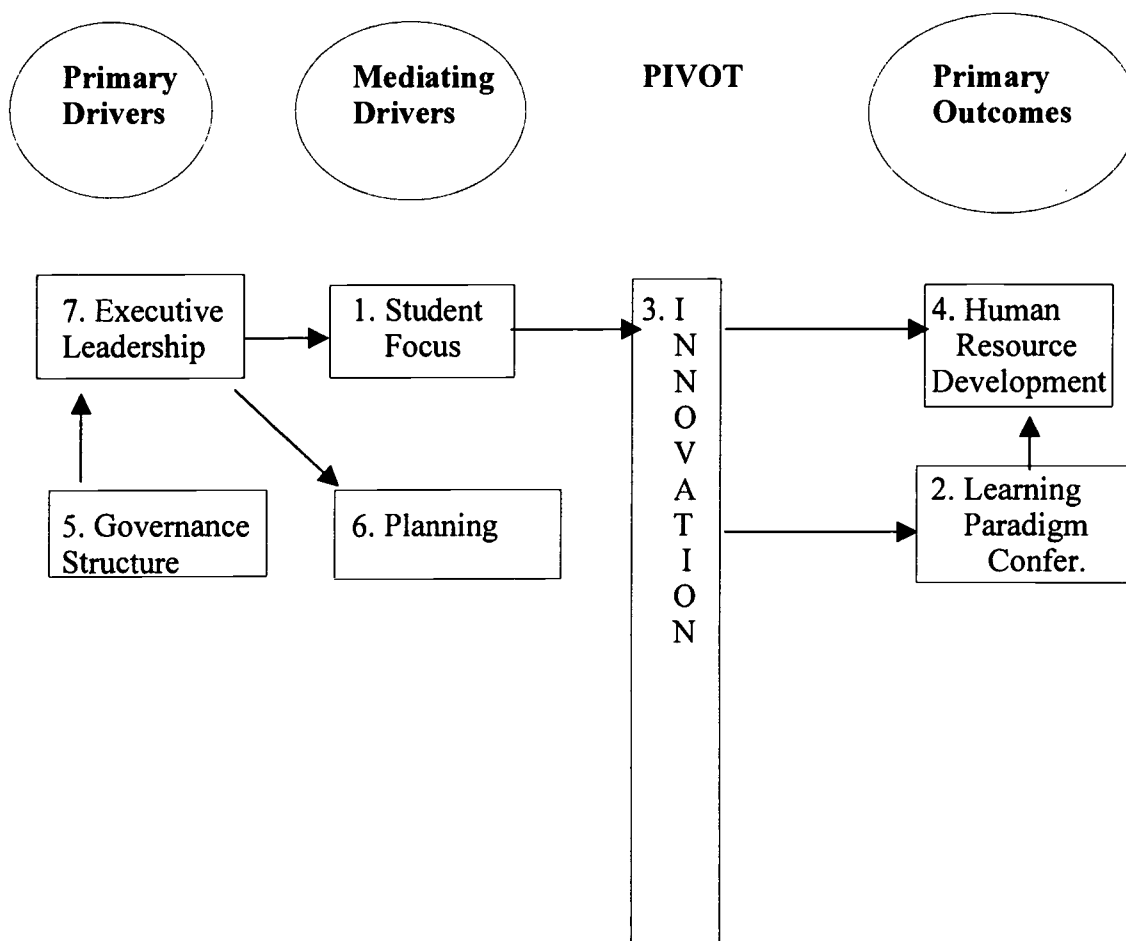 Primary
Drivers
Mediating
Drivers
PIVOT
Primary
Outcomes
7. Executive
Leadership
1. Student
Focus
3. I
N
N
O
V
A
T
I
O
N
4. Human
Resource
Development
5. Governance
Structure
6. Planning
2. Learning
Paradigm
Confer.